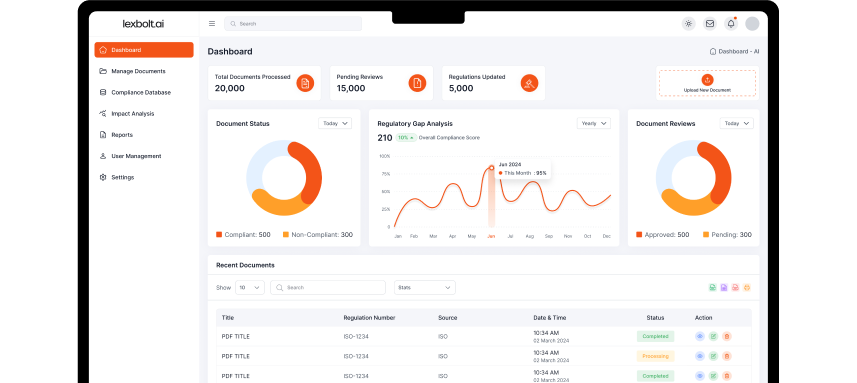 lexbolt.ai
Search
Dashboard
Manage Documents
Compliance Database
Impact Analysis
Reports
User Management
Settings
Dashboard
Dashboard - AI
Total Documents Processed
20,000
Pending Reviews
15,000
Regulations Updated
5,000
Upload New Document
Document Status
Today
Compliant: 500
Non-Compliant: 300
Regulatory Gap Analysis
Yearly
210 10% Overall Compliance Score
100%
75%
50%
25%
0
Jun 2024
This Month : 95%
Jan Feb Mar Apr May Jun Jul Aug Sep Nov Oct Dec
Document Reviews
Today
Approved: 500
Pending: 300
Recent Documents
Show 10 Search Stats
Title Regulation Number Source Date & Time Status Action
PDF TITLE ISO-1234 ISO 10:34 AM Completed
02 March 2024
PDF TITLE ISO-1234 ISO 10:34 AM Processing
02 March 2024
PDF TITLE ISO-1234 ISO 10:34 AM Completed
02 March 2024